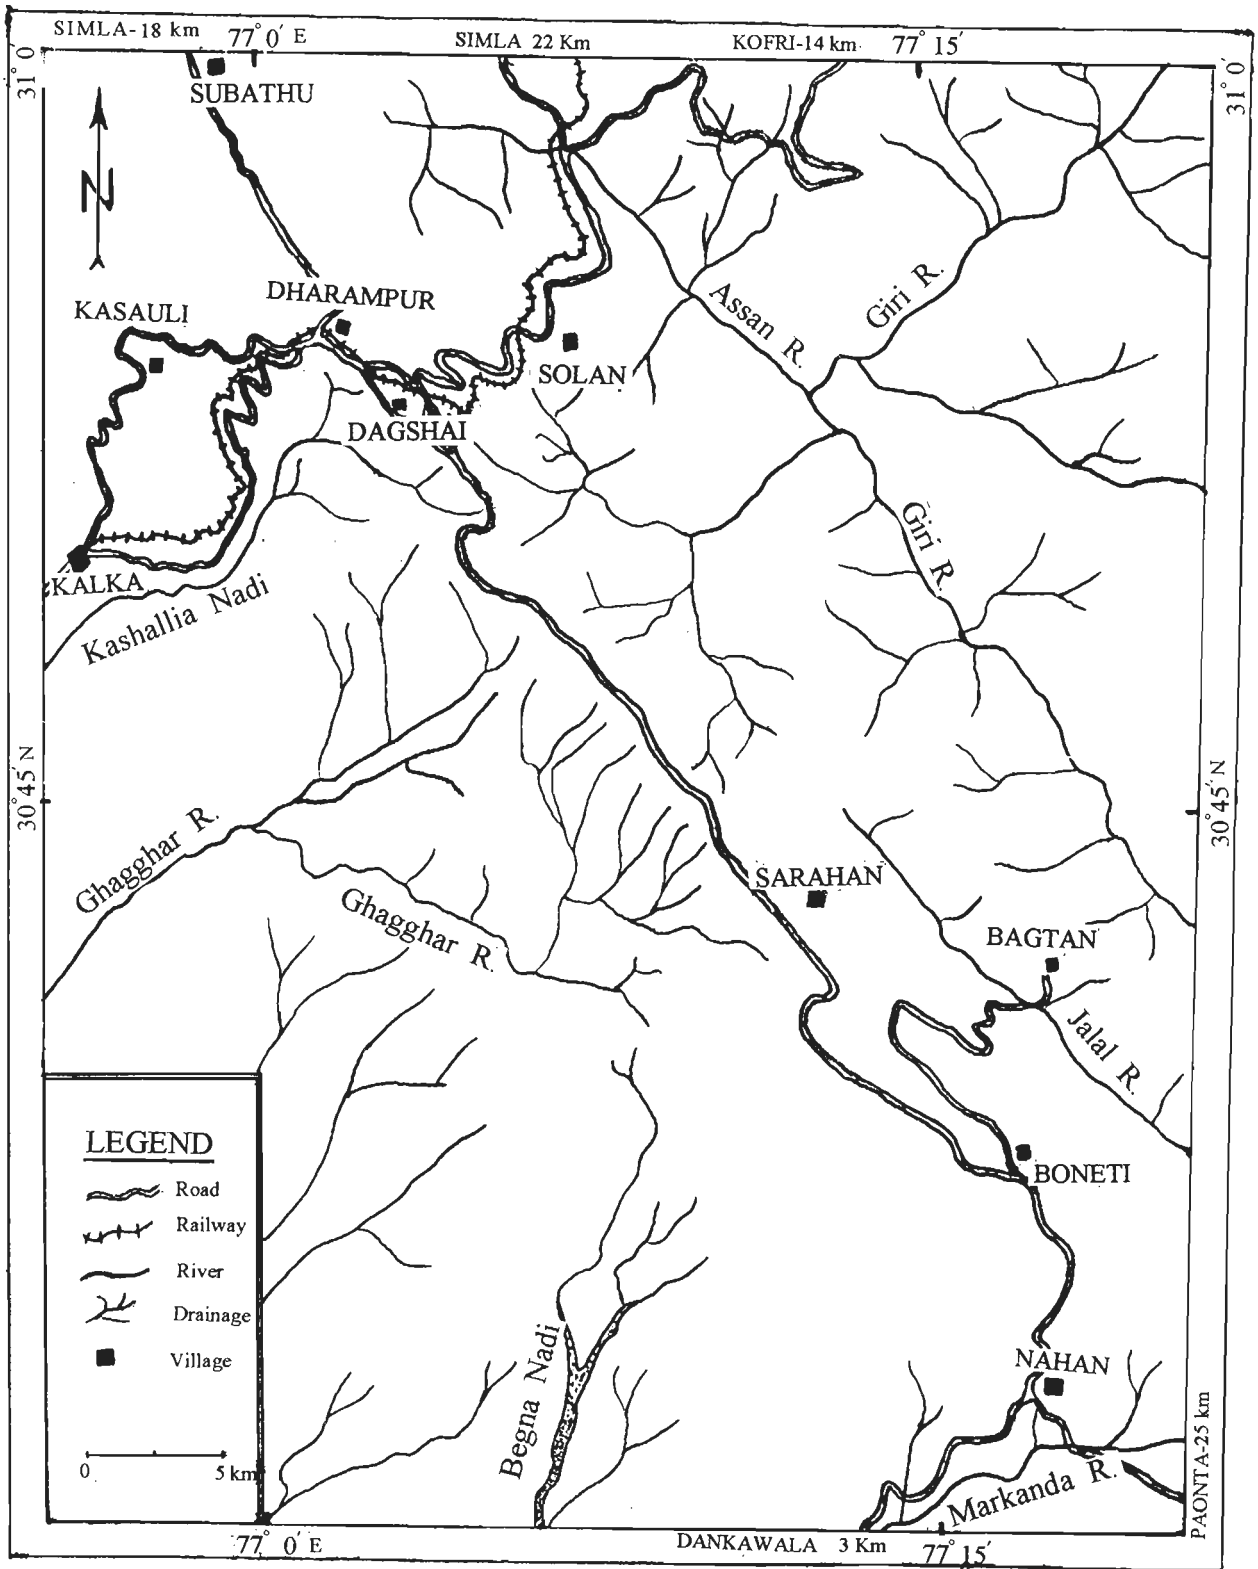 SIMLA-18 km
77° 0' E
SIMLA 22 Km
KOFRI-14 km
77° 15'
31° 0'
31° 0'
SUBATHU
N
DHARAMPUR
KASAULI
Assan R.
Giri R.
SOLAN
DAGSHAI
Giri R.
KALKA
Kashallia Nadi
30° 45' N
30° 45' N
Ghagghar R.
Ghagghar R.
SARAHAN
BAGTAN
Jalal R.
LEGEND
Road
Railway
River
Drainage
Village
0 5 km
BONETI
Begna Nadi
NAHAN
Markanda R.
PAONTA-25 km
77° 0' E
DANKAWALA 3 Km
77° 15'